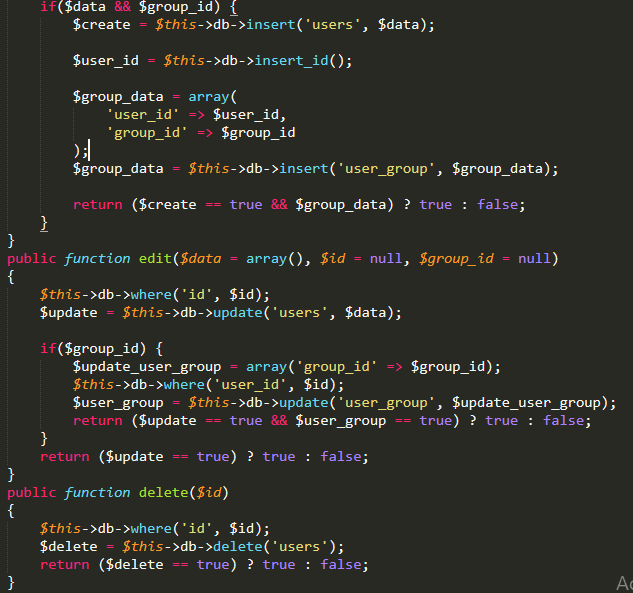 if($data && $group_id) {
$create = $this->db->insert('users', $data);
$user_id = $this->db->insert_id();
$group_data = array(
'user_id' => $user_id,
'group_id' => $group_id
);
$group_data = $this->db->insert('user_group', $group_data);
return ($create == true && $group_data) ? true : false;
}
}
public function edit($data = array(), $id = null, $group_id = null)
{
$this->db->where('id', $id);
$update = $this->db->update('users', $data);
if($group_id) {
$update_user_group = array('group_id' => $group_id);
$this->db->where('user_id', $id);
$user_group = $this->db->update('user_group', $update_user_group);
return ($update == true && $user_group == true) ? true : false;
}
return ($update == true) ? true : false;
}
public function delete($id)
{
$this->db->where('id', $id);
$delete = $this->db->delete('users');
return ($delete == true) ? true : false;
}